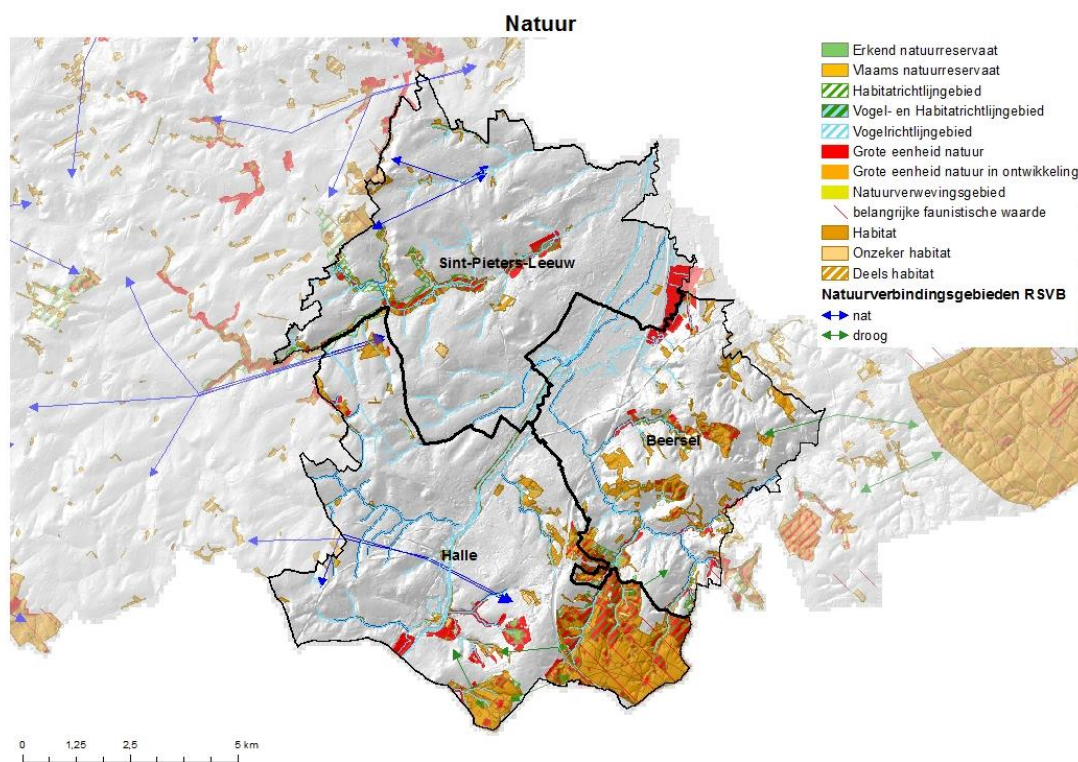 Natuur
Erkend natuurreservaat
Vlaams natuurreservaat
Habitatrichtlijngebied
Vogel- en Habitatrichtlijngebied
Vogelrichtlijngebied
Grote eenheid natuur
Grote eenheid natuur in ontwikkeling
Natuurverwevingsgebied
belangrijke faunistische waarde
Habitat
Onzeker habitat
Deels habitat
Natuurverbindingsgebieden RSVB
nat
droog
Sint-Pieters-Leeuw
Beersel
Halle
0 1,25 2,5 5 km